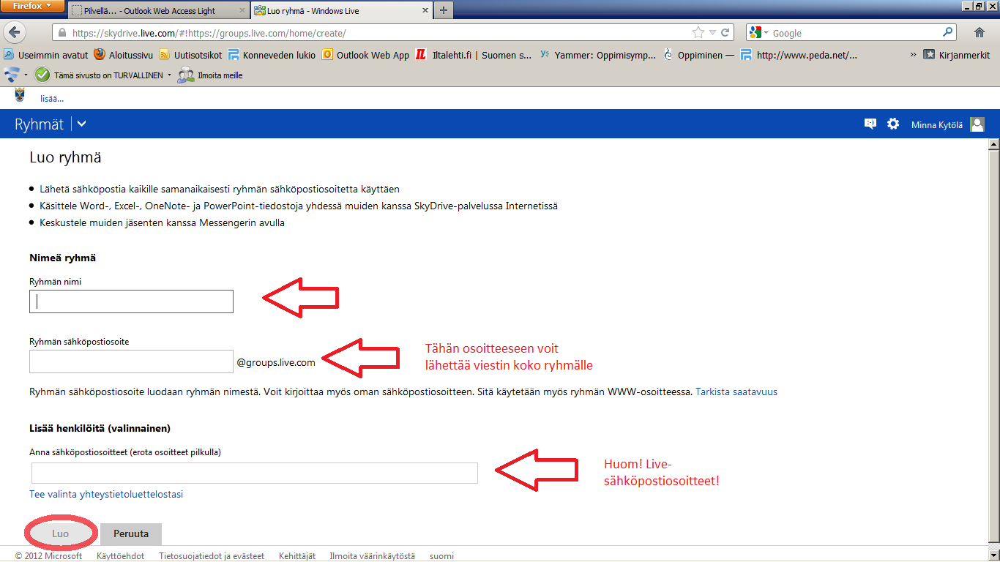 Firefox
Pilvellä... - Outlook Web Access Light
Luo ryhmä - Windows Live
https://skydrive.live.com/#!https://groups.live.com/home/create/
Google
Useimmin avatut
Aloitussivu
Uutisotsikot
Konneveden lukio
Outlook Web App
Iltalehti.fi | Suomen s...
Yammer: Oppimisymp...
Oppiminen —
http://www.peda.net/...
»
Kirjanmerkit
Tämä sivusto on TURVALLINEN
Ilmoita meille
lisää...
Ryhmät
Minna Kytölä
Luo ryhmä
Lähetä sähköpostia kaikille samanaikaisesti ryhmän sähköpostiosoitetta käyttäen
Käsittele Word-, Excel-, OneNote- ja PowerPoint-tiedostoja yhdessä muiden kanssa SkyDrive-palvelussa Internetissä
Keskustele muiden jäsenten kanssa Messengerin avulla
Nimeä ryhmä
Ryhmän nimi
Ryhmän sähköpostiosoite
@groups.live.com
Tähän osoitteeseen voit
lähettää viestin koko ryhmälle
Ryhmän sähköpostiosoite luodaan ryhmän nimestä. Voit kirjoittaa myös oman sähköpostiosoitteen. Sitä käytetään myös ryhmän WWW-osoitteessa. Tarkista saatavuus
Lisää henkilöitä (valinnainen)
Anna sähköpostiosoitteet (erota osoitteet pilkulla)
Huom! Live-
sähköpostiosoitteet!
Tee valinta yhteystietoluettelostasi
Luo
Peruuta
© 2012 Microsoft
Käyttöehdot
Tietosuojatiedot ja evästeet
Kehittäjät
Ilmoita väärinkäytöstä
suomi